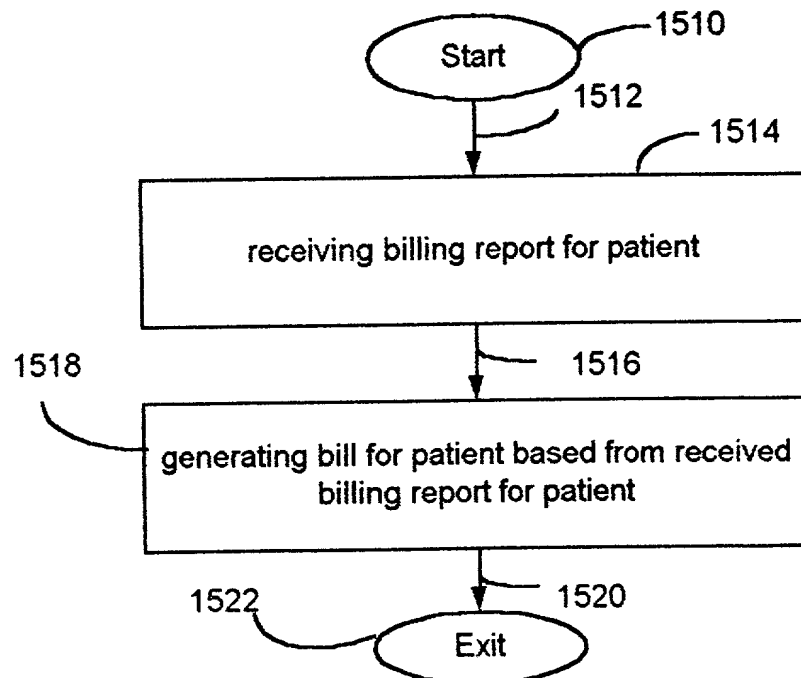 Start
1510
1512
1514
receiving billing report for patient
1516
1518
generating bill for patient based from received
billing report for patient
1520
1522
Exit